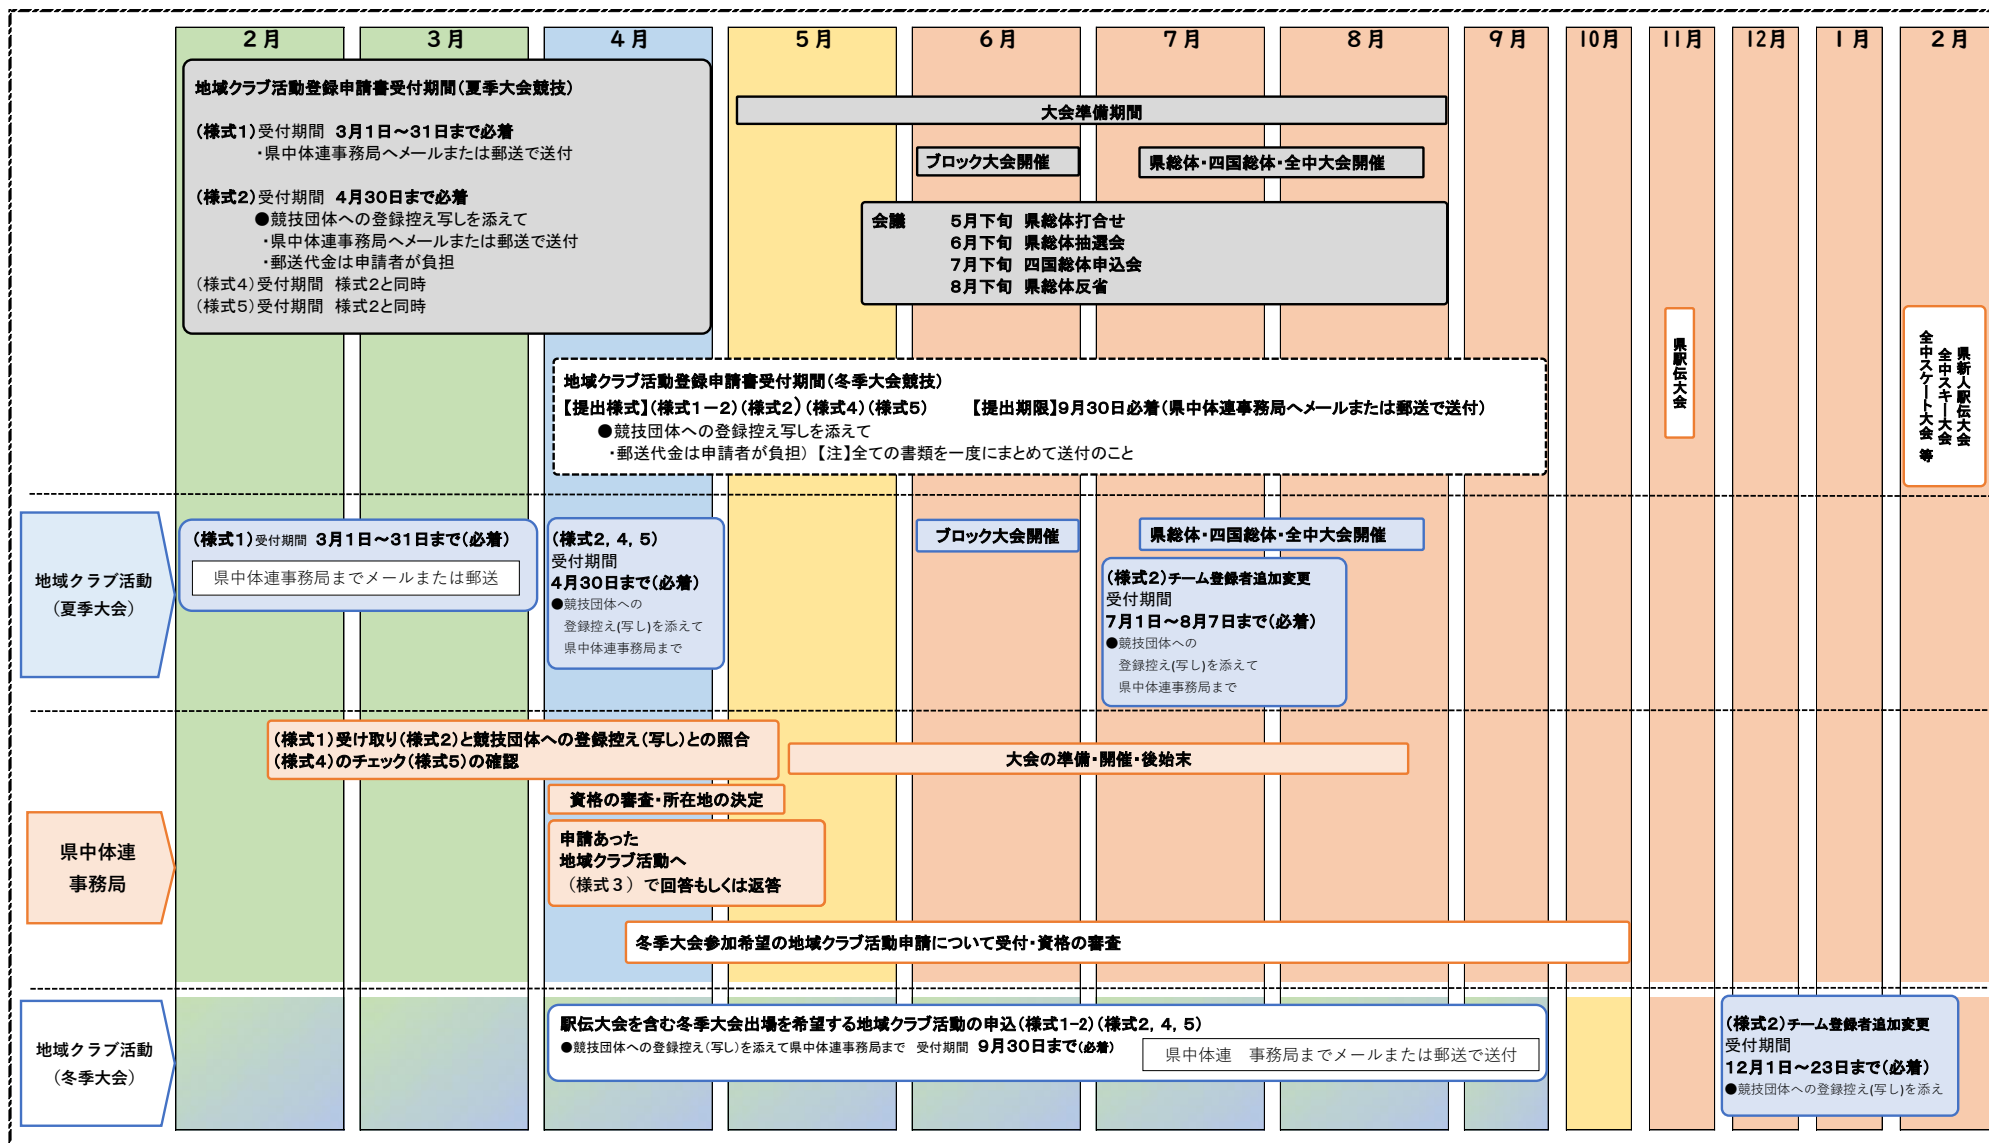 2月
3月
4月
5月
6月
7月
8月
9月
10月
11月
12月
1月
2月
地域クラブ活動登録申請書受付期間(夏季大会競技)
(様式1)受付期間 3月1日~31日まで必着
・県中体連事務局へメールまたは郵送で送付
(様式2)受付期間 4月30日まで必着
●競技団体への登録控え写しを添えて
・県中体連事務局へメールまたは郵送で送付
・郵送代金は申請者が負担
(様式4)受付期間 様式2と同時
(様式5)受付期間 様式2と同時
大会準備期間
ブロック大会開催
県総体・四国総体・全中大会開催
会議 5月下旬 県総体打合せ
6月下旬 県総体抽選会
7月下旬 四国総体申込会
8月下旬 県総体反省
県駅伝大会
県新人駅伝大会
全中スキー大会
全中スケート大会 等
地域クラブ活動登録申請書受付期間(冬季大会競技)
【提出様式】(様式1-2)(様式2)(様式4)(様式5) 【提出期限】9月30日必着(県中体連事務局へメールまたは郵送で送付)
●競技団体への登録控え写しを添えて
・郵送代金は申請者が負担) 【注】全ての書類を一度にまとめて送付のこと
地域クラブ活動
(夏季大会)
(様式1)受付期間 3月1日~31日まで(必着)
県中体連事務局までメールまたは郵送
(様式2, 4, 5)
受付期間
4月30日まで(必着)
●競技団体への
登録控え(写し)を添えて
県中体連事務局まで
ブロック大会開催
県総体・四国総体・全中大会開催
(様式2)チーム登録者追加変更
受付期間
7月1日~8月7日まで(必着)
●競技団体への
登録控え(写し)を添えて
県中体連事務局まで
県中体連
事務局
(様式1)受け取り(様式2)と競技団体への登録控え(写し)との照合
(様式4)のチェック(様式5)の確認
大会の準備・開催・後始末
資格の審査・所在地の決定
申請あった
地域クラブ活動へ
(様式3)で回答もしくは返答
冬季大会参加希望の地域クラブ活動申請について受付・資格の審査
地域クラブ活動
(冬季大会)
駅伝大会を含む冬季大会出場を希望する地域クラブ活動の申込(様式1-2)(様式2, 4, 5)
●競技団体への登録控え(写し)を添えて県中体連事務局まで 受付期間 9月30日まで(必着)
県中体連 事務局までメールまたは郵送で送付
(様式2)チーム登録者追加変更
受付期間
12月1日~23日まで(必着)
●競技団体への登録控え(写し)を添え